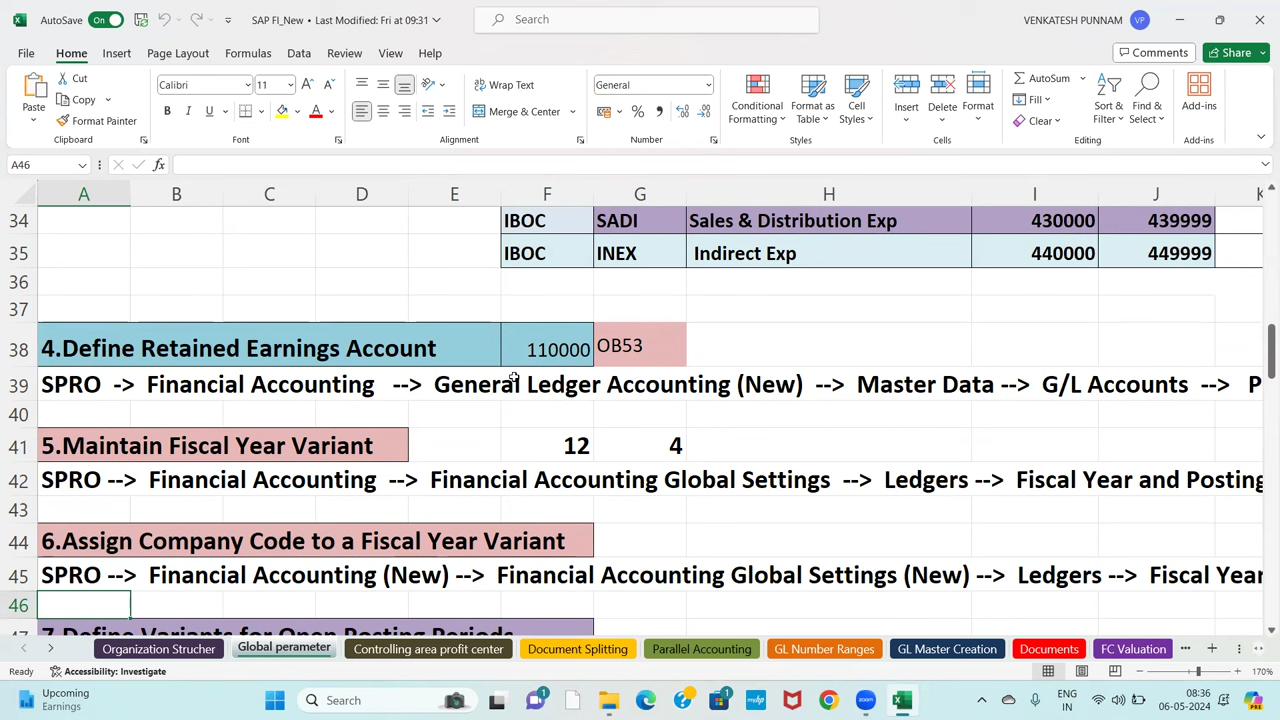 AutoSave On SAP FI_New • Last Modified: Fri at 09:31 Search VENKATESH PUNNAM VP
File Home Insert Page Layout Formulas Data Review View Help Comments Share
Paste Cut Copy Format Painter
Calibri 11
Wrap Text
Merge & Center
General
Conditional Formatting Format as Table Cell Styles
Insert Delete Format
AutoSum Fill Clear
Sort & Filter Find & Select
Add-ins
Clipboard Font Alignment Number Styles Cells Editing Add-ins
A46 fx
A B C D E F G H I J K
34 IBOC SADI Sales & Distribution Exp 430000 439999
35 IBOC INEX Indirect Exp 440000 449999
36
37
38 4.Define Retained Earnings Account 110000 OB53
39 SPRO -> Financial Accounting --> General Ledger Accounting (New) --> Master Data --> G/L Accounts --> P
40
41 5.Maintain Fiscal Year Variant 12 4
42 SPRO --> Financial Accounting --> Financial Accounting Global Settings --> Ledgers --> Fiscal Year and Posting
43
44 6.Assign Company Code to a Fiscal Year Variant
45 SPRO --> Financial Accounting (New) --> Financial Accounting Global Settings (New) --> Ledgers --> Fiscal Year
46
47 7.Define Variants for Open Posting Periods
Organization Strucher Global perameter Controlling area profit center Document Splitting Parallel Accounting GL Number Ranges GL Master Creation Documents FC Valuation
Ready Accessibility: Investigate 170%
Upcoming Earnings Search 1 1 ENG IN 08:36 06-05-2024 PRE